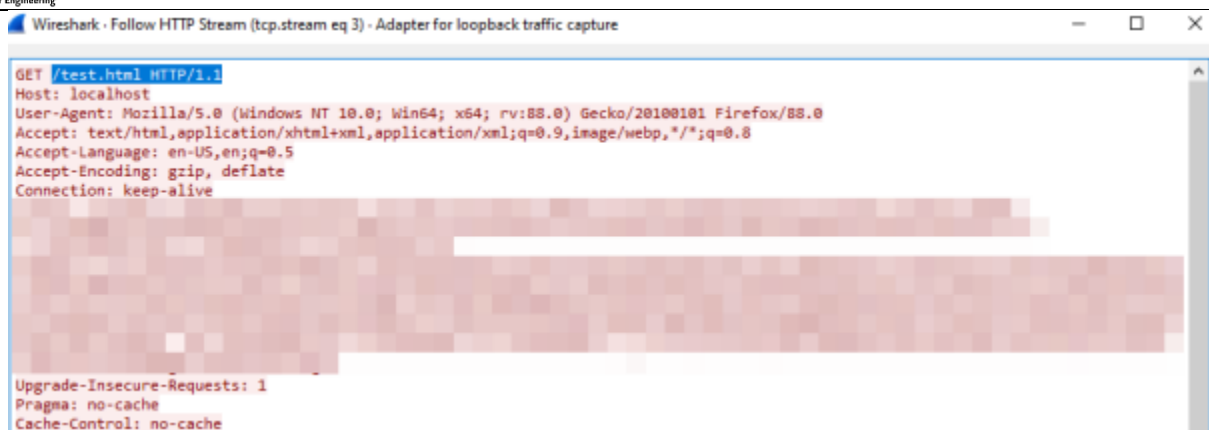 Engineering
Wireshark · Follow HTTP Stream (tcp.stream eq 3) - Adapter for loopback traffic capture
GET /test.html HTTP/1.1
Host: localhost
User-Agent: Mozilla/5.0 (Windows NT 10.0; Win64; x64; rv:88.0) Gecko/20100101 Firefox/88.0
Accept: text/html,application/xhtml+xml,application/xml;q=0.9,image/webp,*/*;q=0.8
Accept-Language: en-US,en;q=0.5
Accept-Encoding: gzip, deflate
Connection: keep-alive
Upgrade-Insecure-Requests: 1
Pragma: no-cache
Cache-Control: no-cache